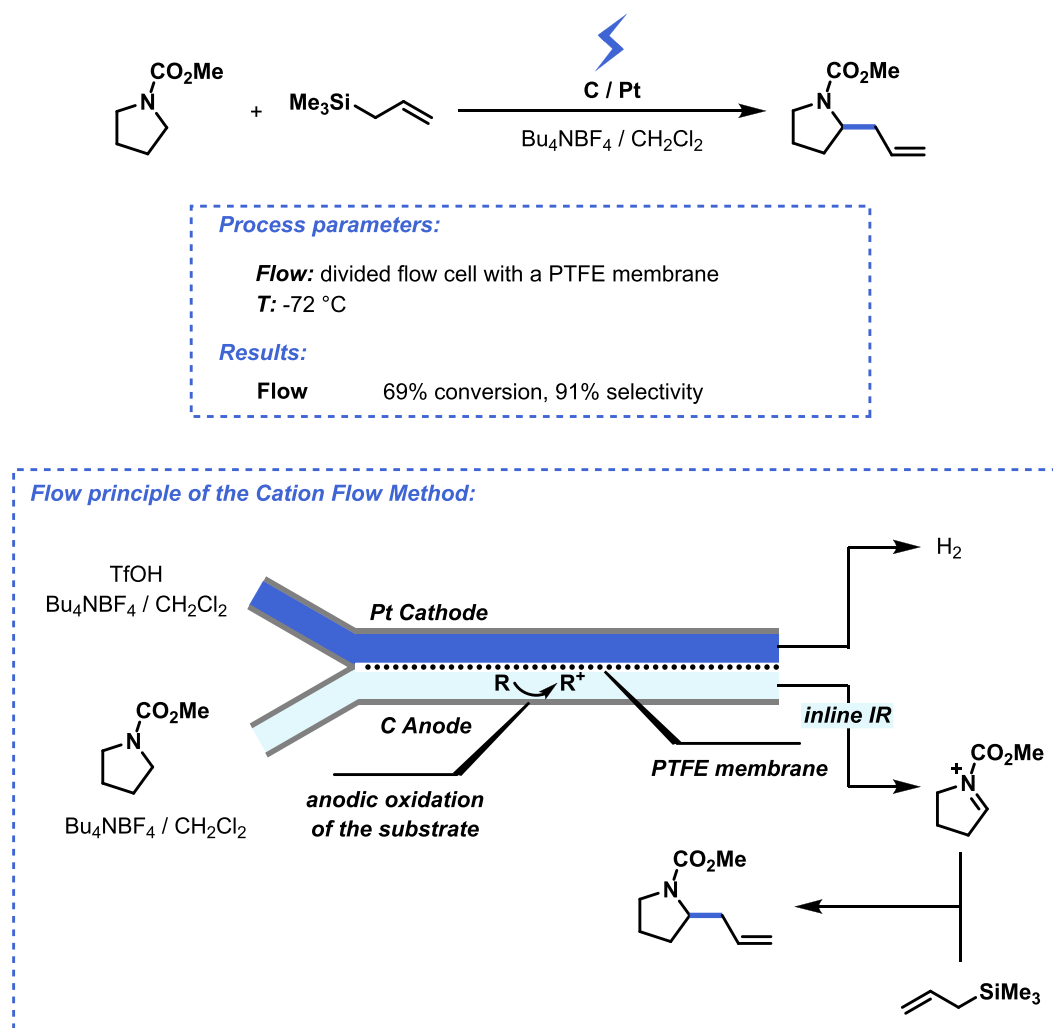 CO2Me
N
+
Me3Si
C / Pt
Bu4NBF4 / CH2Cl2
CO2Me
N
Process parameters:
Flow: divided flow cell with a PTFE membrane
T: -72 °C
Results:
Flow 69% conversion, 91% selectivity
Flow principle of the Cation Flow Method:
TfOH
Bu4NBF4 / CH2Cl2
H2
Pt Cathode
R R+
C Anode
CO2Me
N
Bu4NBF4 / CH2Cl2
inline IR
PTFE membrane
anodic oxidation
of the substrate
CO2Me
+
N
CO2Me
N
SiMe3